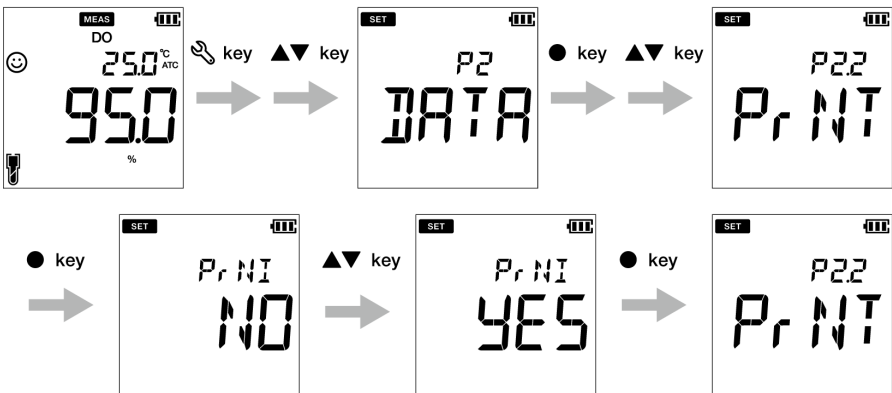 MEAS
DO
25.0 °C
ATC
95.0
%
key
▲▼ key
SET
P2
DATA
● key
▲▼ key
SET
P2.2
PrNT
● key
SET
PrNT
NO
▲▼ key
SET
PrNT
YES
● key
SET
P2.2
PrNT